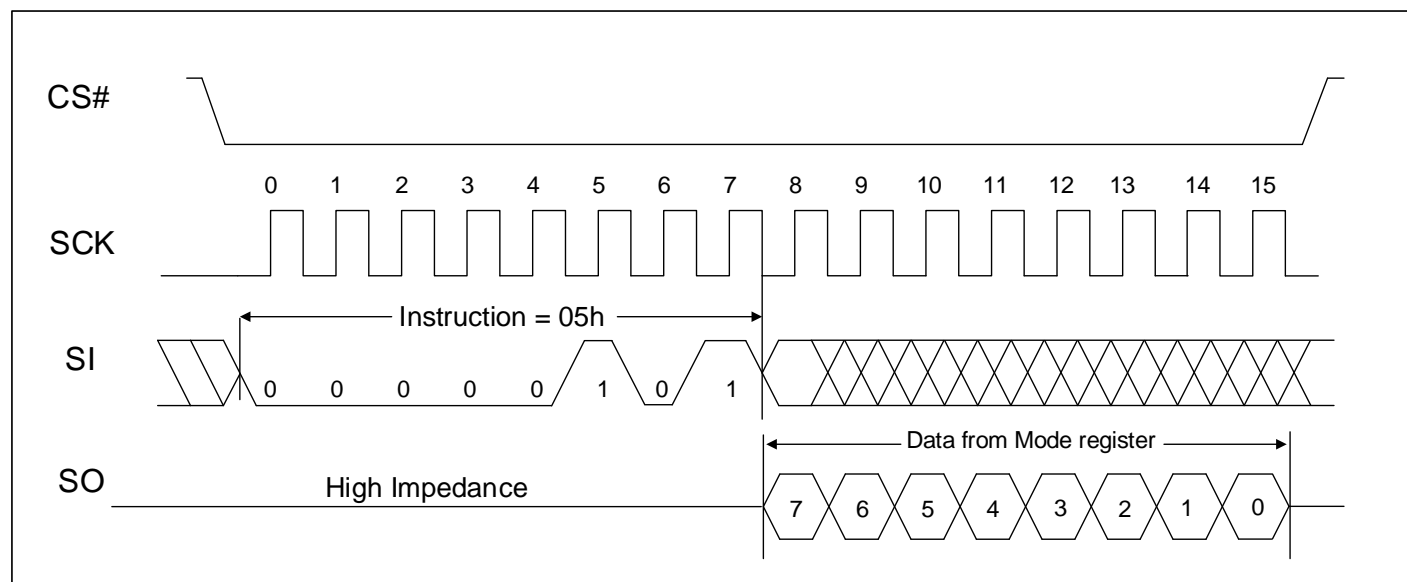 CS#
0 1 2 3 4 5 6 7 8 9 10 11 12 13 14 15
SCK
Instruction = 05h
SI
0 0 0 0 0 1 0 1
Data from Mode register
SO
High Impedance
7 6 5 4 3 2 1 0